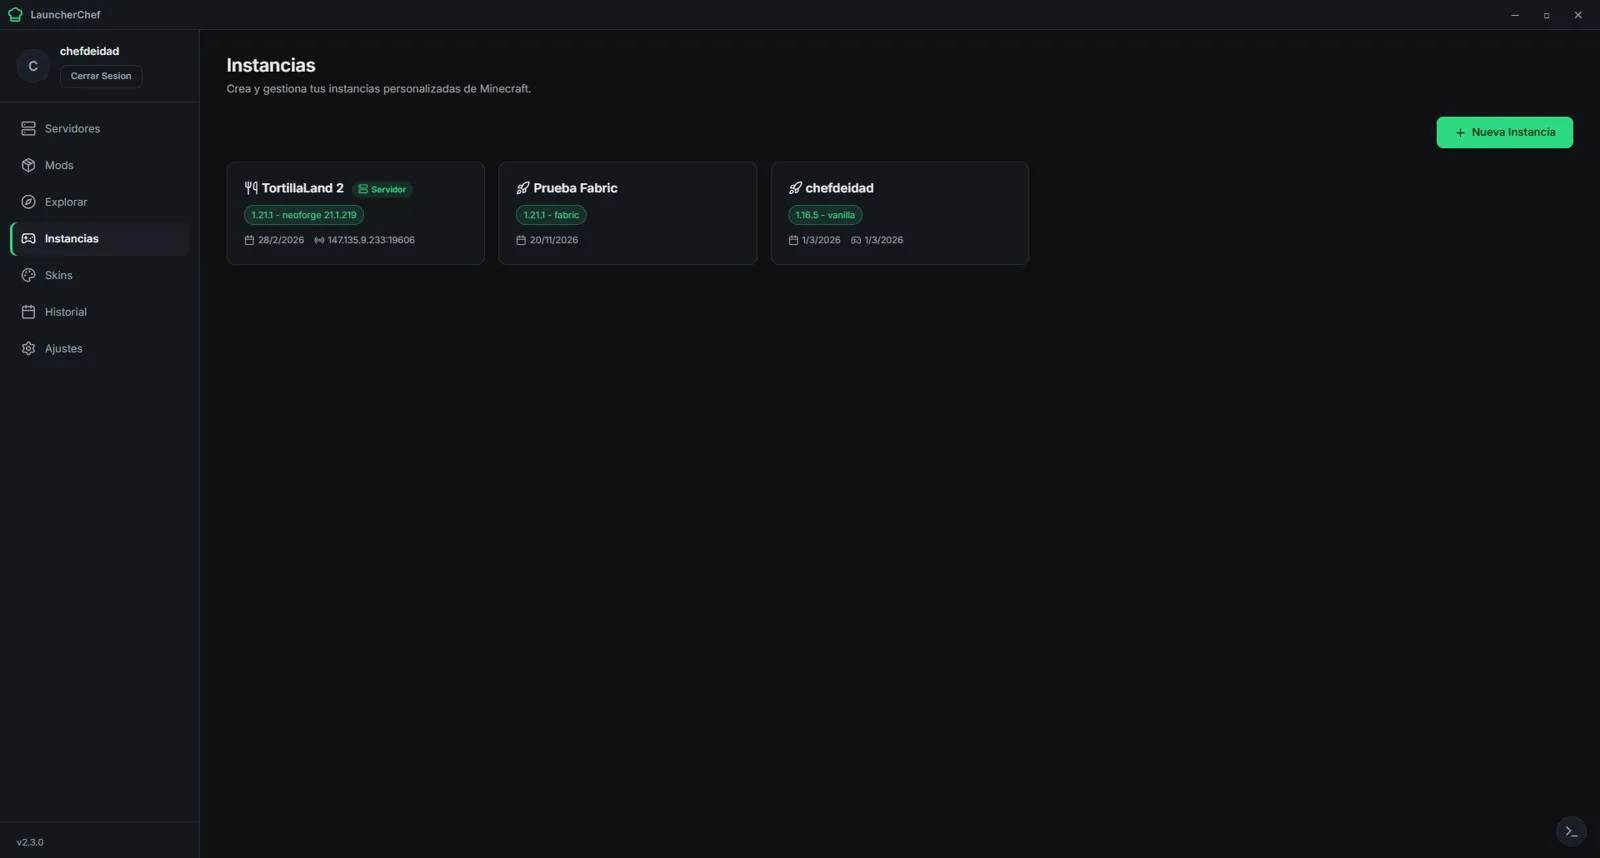 LauncherChef
chefdeidad
C
Cerrar Sesion
Servidores
Mods
Explorar
Instancias
Skins
Historial
Ajustes
v2.3.0
Instancias
Crea y gestiona tus instancias personalizadas de Minecraft.
+ Nueva Instancia
TortillaLand 2 Servidor
1.21.1 - neoforge 21.1.219
28/2/2026 147.135.9.233:19606
Prueba Fabric
1.21.1 - fabric
20/11/2026
chefdeidad
1.16.5 - vanilla
1/3/2026 1/3/2026